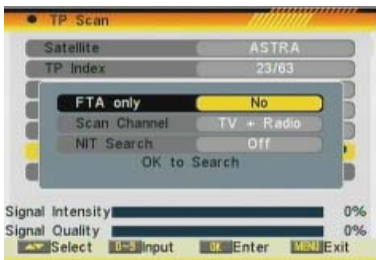 TP Scan
Satellite ASTRA
TP Index 23/63
FTA only No
Scan Channel TV + Radio
NIT Search Off
OK to Search
Signal Intensity 0%
Signal Quality 0%
Select 0~9 Input OK Enter MENU Exit